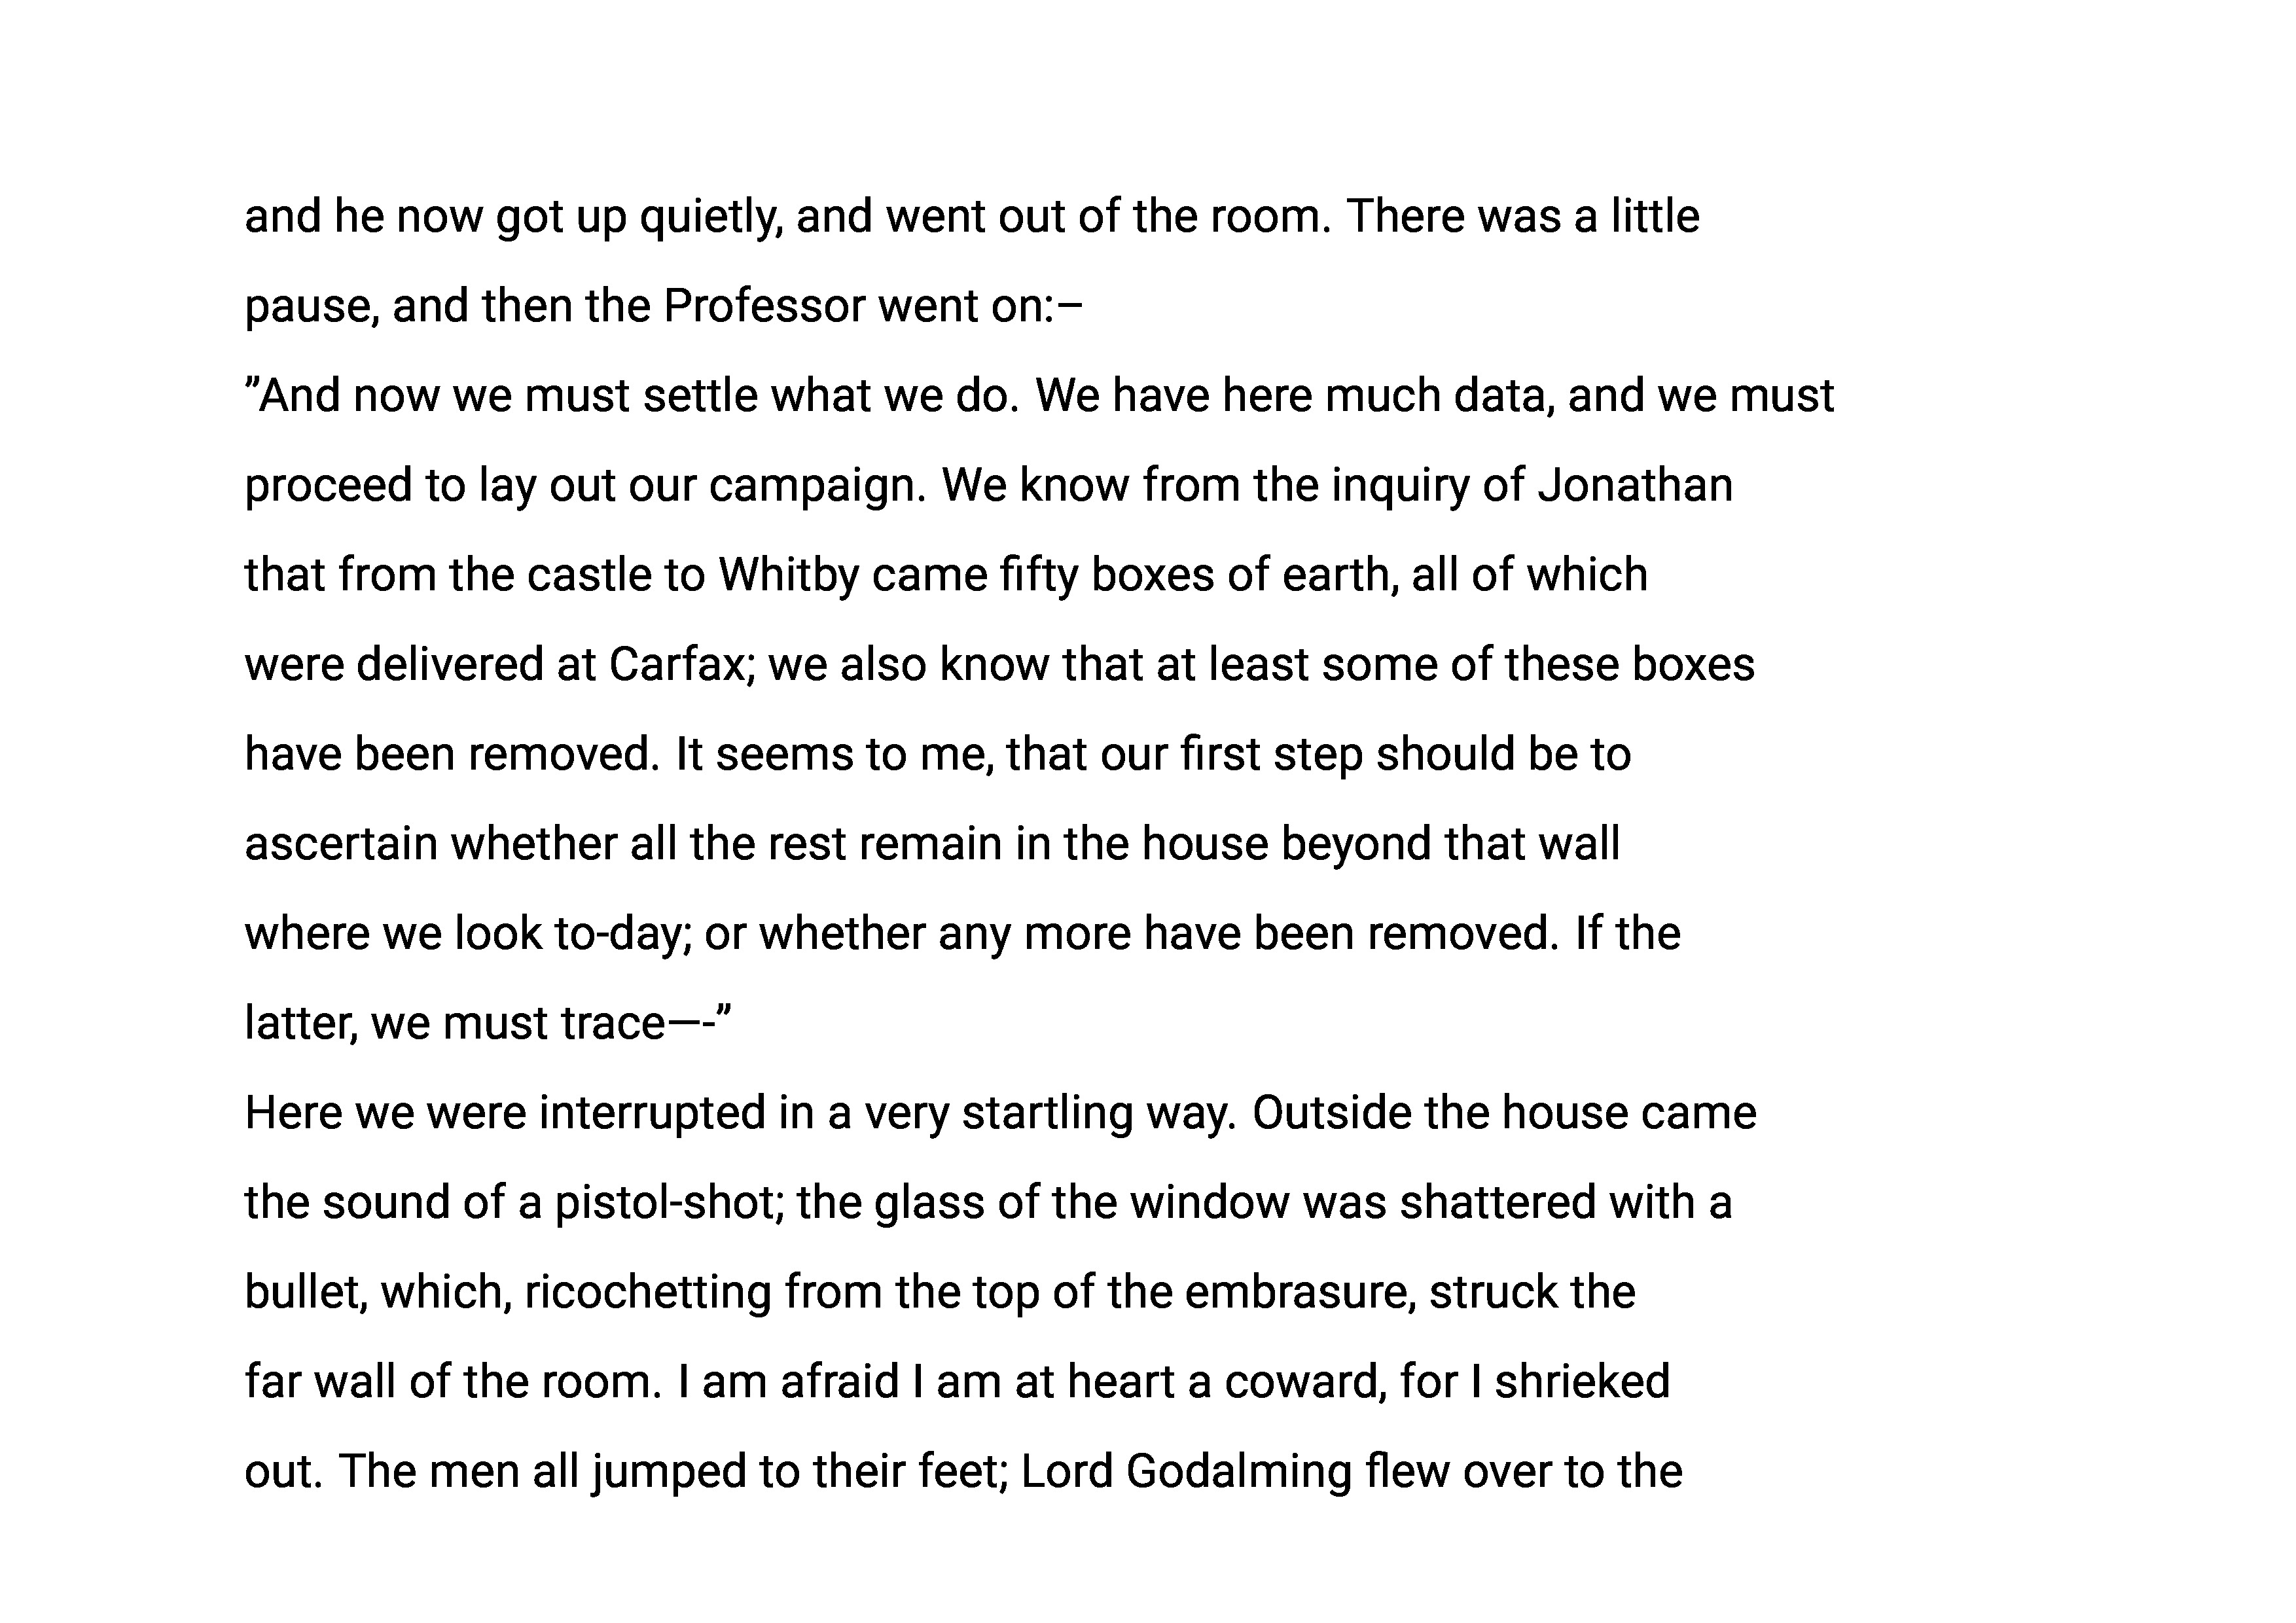 and he now got up quietly, and went out of the room. There was a little
pause, and then the Professor went on:–
”And now we must settle what we do. We have here much data, and we must
proceed to lay out our campaign. We know from the inquiry of Jonathan
that from the castle to Whitby came fifty boxes of earth, all of which
were delivered at Carfax; we also know that at least some of these boxes
have been removed. It seems to me, that our first step should be to
ascertain whether all the rest remain in the house beyond that wall
where we look to-day; or whether any more have been removed. If the
latter, we must trace—-”
Here we were interrupted in a very startling way. Outside the house came
the sound of a pistol-shot; the glass of the window was shattered with a
bullet, which, ricochetting from the top of the embrasure, struck the
far wall of the room. I am afraid I am at heart a coward, for I shrieked
out. The men all jumped to their feet; Lord Godalming flew over to the